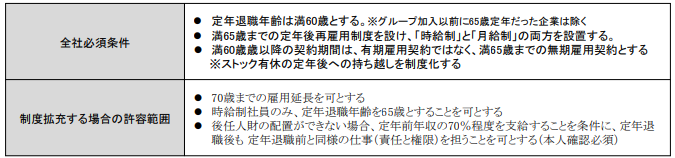 全社必須条件
● 定年退職年齢は満60歳とする。※グループ加入以前に65歳定年だった企業は除く
● 満65歳までの定年後再雇用制度を設け、「時給制」と「月給制」の両方を設置する。
● 満60歳歳以降の契約期間は、有期雇用契約ではなく、満65歳までの無期雇用契約とする
※ストック有休の定年後への持ち越しを制度化する
制度拡充する場合の許容範囲
● 70歳までの雇用延長を可とする
● 時給制社員のみ、定年退職年齢を65歳とすることを可とする
● 後任人財の配置ができない場合、定年前年収の70%程度を支給することを条件に、定年退
職後も 定年退職前と同様の仕事(責任と権限)を担うことを可とする(本人確認必須)